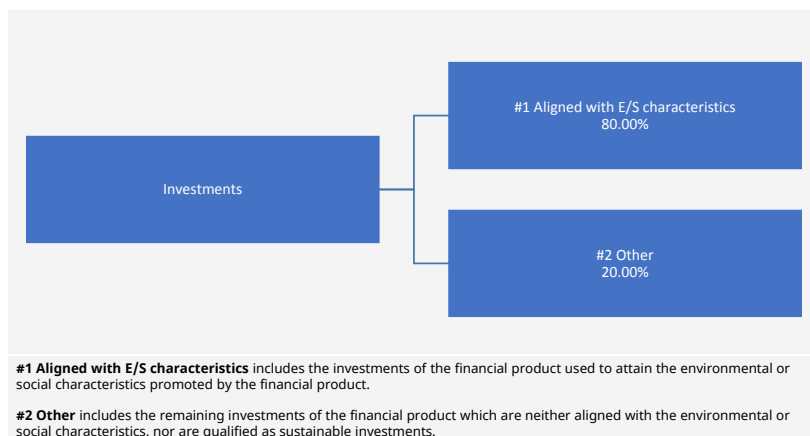 #1 Aligned with E/S characteristics
80.00%
Investments
#2 Other
20.00%
#1 Aligned with E/S characteristics includes the investments of the financial product used to attain the environmental or
social characteristics promoted by the financial product.
#2 Other includes the remaining investments of the financial product which are neither aligned with the environmental or
social characteristics, nor are qualified as sustainable investments.